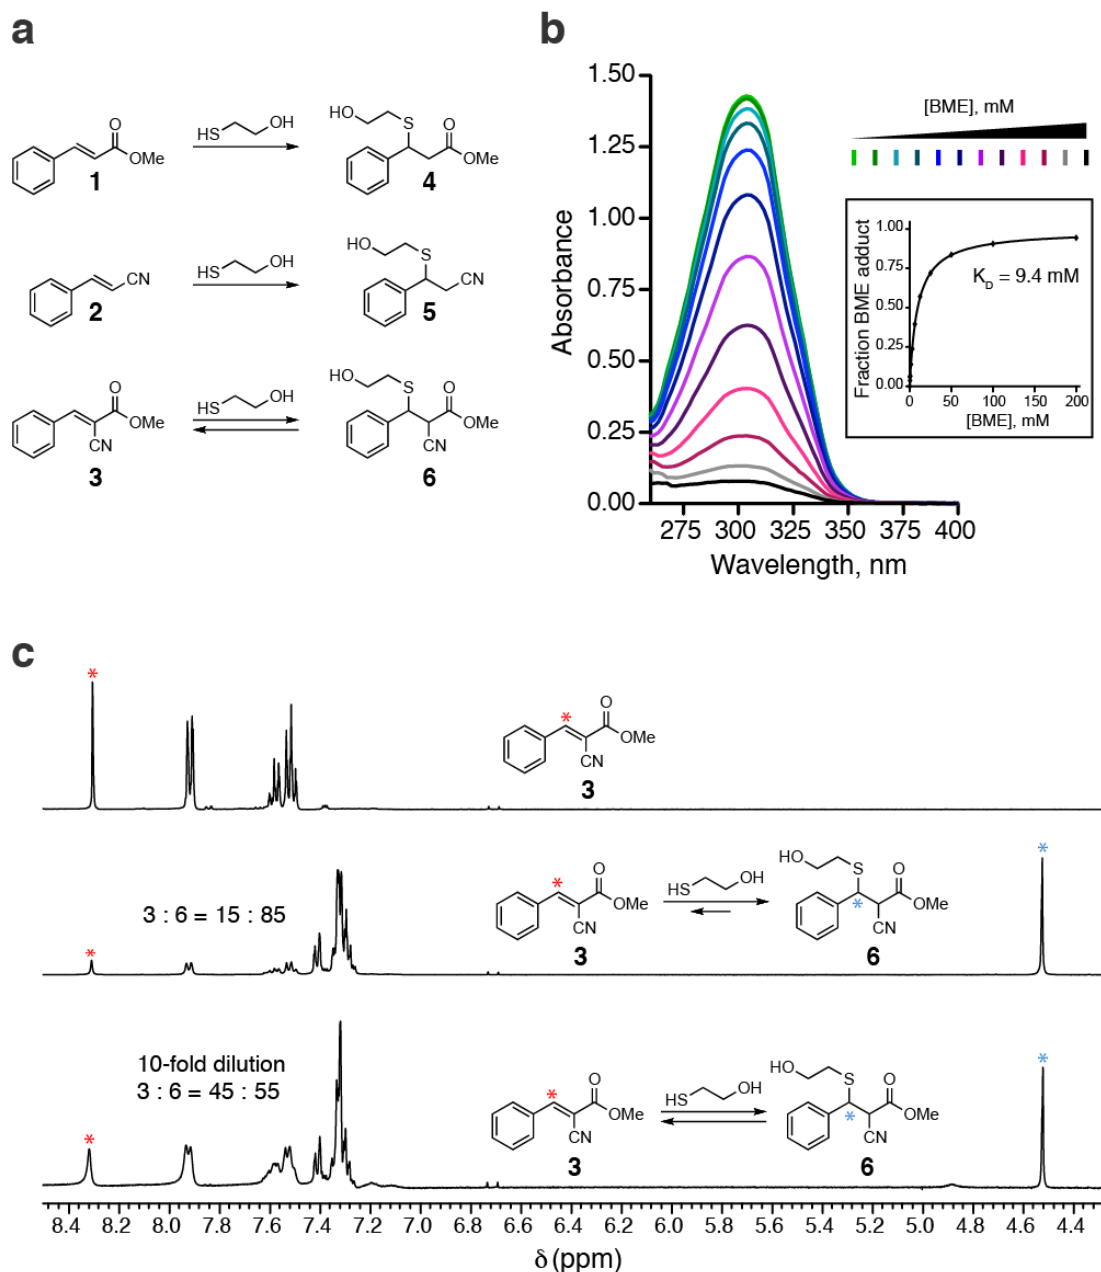 a
HS OH
HO S O OMe
O OMe
1
4
HS OH
HO S CN
CN
2
5
HS OH
HO S O OMe CN
O OMe CN
3
6
b
1.50
1.25
1.00
0.75
0.50
0.25
0.00
Absorbance
275 300 325 350 375 400
Wavelength, nm
[BME], mM
Fraction BME adduct
1.00
0.75
0.50
0.25
0.00
KD = 9.4 mM
0 50 100 150 200
[BME], mM
c
*
* O OMe CN
3
3 : 6 = 15 : 85
*
* O OMe CN
3
HS OH
HO S O OMe * CN
6
*
10-fold dilution
3 : 6 = 45 : 55
*
* O OMe CN
3
HS OH
HO S O OMe * CN
6
*
8.4 8.2 8.0 7.8 7.6 7.4 7.2 7.0 6.8 6.6 6.4 6.2 6.0 5.8 5.6 5.4 5.2 5.0 4.8 4.6 4.4
δ (ppm)